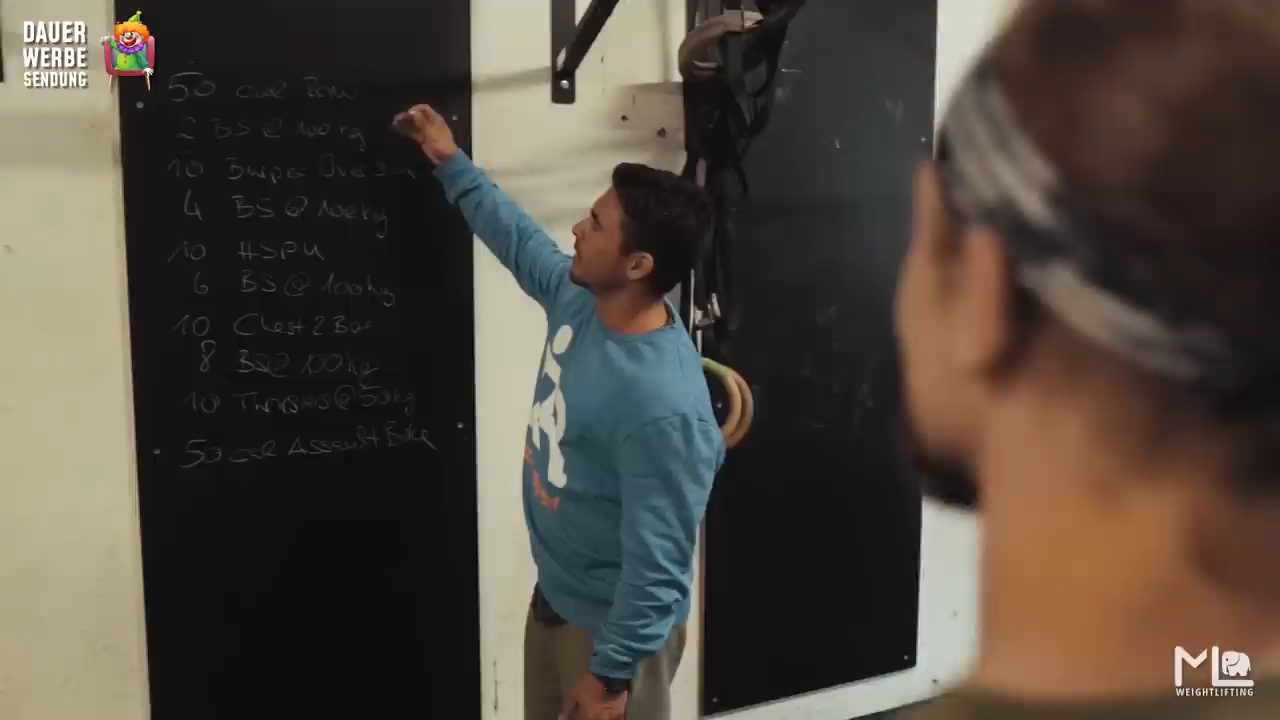 DAUER
WERBE
SENDUNG
50 cal Row
2 BS @ 100 kg
10 Burpee Over
4 BS @ 100 kg
10 HSPU
6 BS @ 100 kg
10 Chest 2 Bar
8 BS @ 100 kg
10 @ 50 kg
50 cal Assault Bike
ML
WEIGHTLIFTING